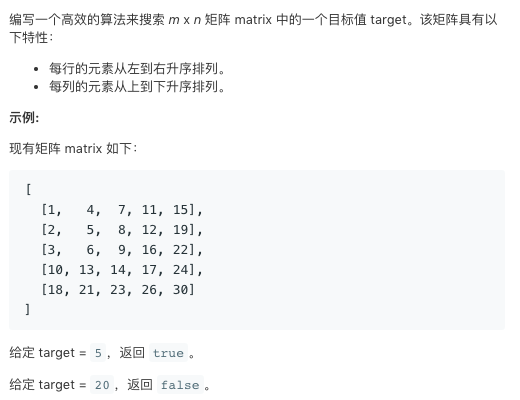 编写一个高效的算法来搜索 m x n 矩阵 matrix 中的一个目标值 target。该矩阵具有以
下特性：
• 每行的元素从左到右升序排列。
• 每列的元素从上到下升序排列。
示例:
现有矩阵 matrix 如下：
[
[1,   4,  7, 11, 15],
[2,   5,  8, 12, 19],
[3,   6,  9, 16, 22],
[10, 13, 14, 17, 24],
[18, 21, 23, 26, 30]
]
给定 target = 5，返回 true。
给定 target = 20，返回 false。